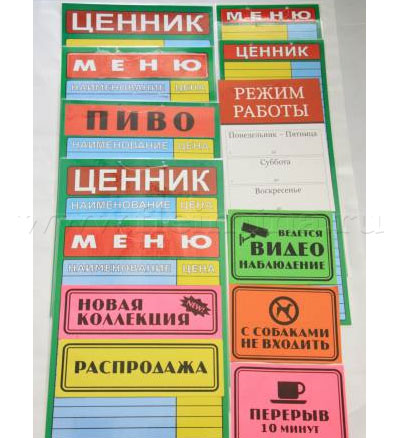 ЦЕННИК
МЕНЮ
НАИМЕНОВАНИЕ ЦЕНА
ПИВО
НАИМЕНОВАНИЕ ЦЕНА
ЦЕННИК
НАИМЕНОВАНИЕ ЦЕНА
МЕНЮ
НАИМЕНОВАНИЕ ЦЕНА
НОВАЯ
КОЛЛЕКЦИЯ
NEW
РАСПРОДАЖА
МЕНЮ
ЦЕННИК
РЕЖИМ
РАБОТЫ
Понедельник - Пятница
Суббота
Воскресенье
ВЕДЕТСЯ
ВИДЕО
НАБЛЮДЕНИЕ
С СОБАКАМИ
НЕ ВХОДИТЬ
ПЕРЕРЫВ
10 МИНУТ